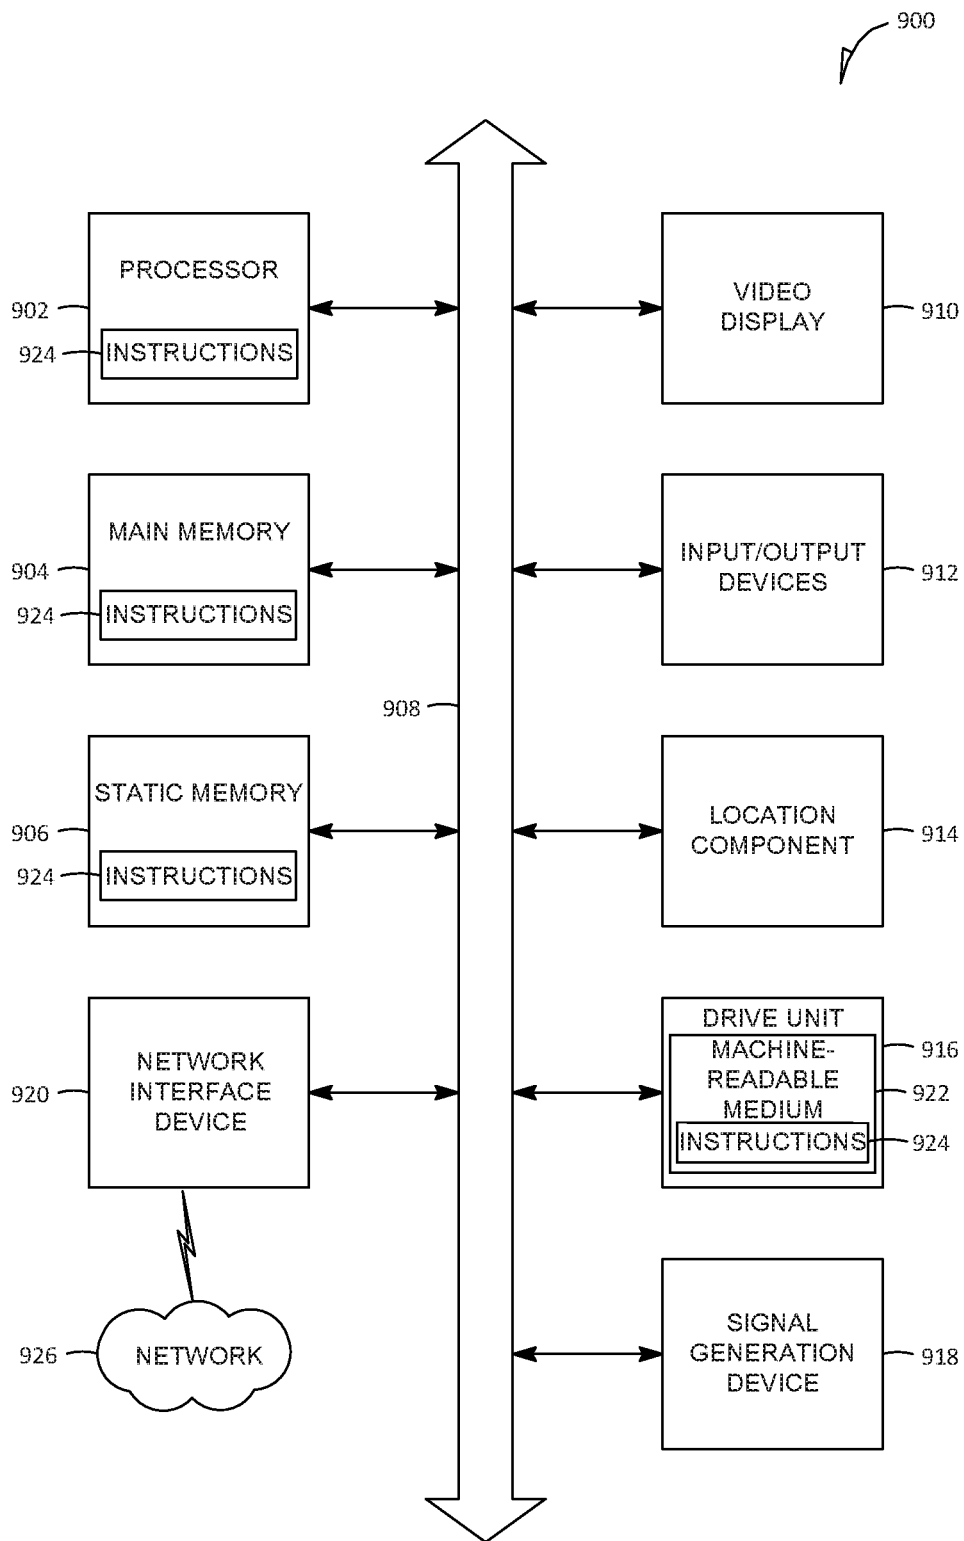 900
PROCESSOR
902
924
INSTRUCTIONS
VIDEO
DISPLAY
910
MAIN MEMORY
904
924
INSTRUCTIONS
INPUT/OUTPUT
DEVICES
912
908
STATIC MEMORY
906
924
INSTRUCTIONS
LOCATION
COMPONENT
914
NETWORK
INTERFACE
DEVICE
920
DRIVE UNIT
916
MACHINE-
READABLE
MEDIUM
922
INSTRUCTIONS
924
926
NETWORK
SIGNAL
GENERATION
DEVICE
918